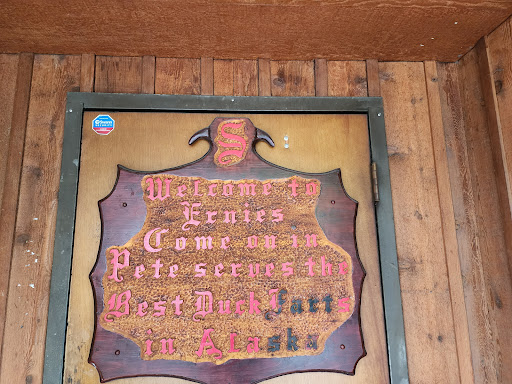 S
Welcome to
Ernies
Come on in
Pete serves the
Best Duck Farts
in Alaska